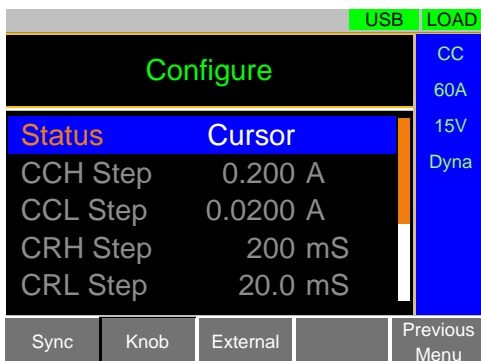 USB LOAD
Configure
CC
60A
15V
Dyna
Status Cursor
CCH Step 0.200 A
CCL Step 0.0200 A
CRH Step 200 mS
CRL Step 20.0 mS
Sync Knob External Previous Menu